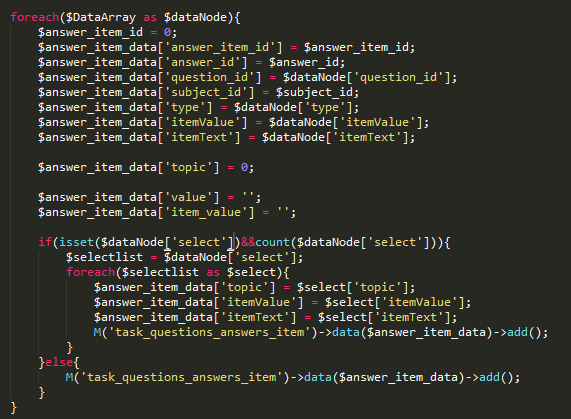 foreach($DataArray as $dataNode){
    $answer_item_id = 0;
    $answer_item_data['answer_item_id'] = $answer_item_id;
    $answer_item_data['answer_id'] = $answer_id;
    $answer_item_data['question_id'] = $dataNode['question_id'];
    $answer_item_data['subject_id'] = $subject_id;
    $answer_item_data['type'] = $dataNode['type'];
    $answer_item_data['itemValue'] = $dataNode['itemValue'];
    $answer_item_data['itemText'] = $dataNode['itemText'];

    $answer_item_data['topic'] = 0;

    $answer_item_data['value'] = '';
    $answer_item_data['item_value'] = '';

    if(isset($dataNode['select'])&&count($dataNode['select'])){
        $selectlist = $dataNode['select'];
        foreach($selectlist as $select){
            $answer_item_data['topic'] = $select['topic'];
            $answer_item_data['itemValue'] = $select['itemValue'];
            $answer_item_data['itemText'] = $select['itemText'];
            M('task_questions_answers_item')->data($answer_item_data)->add();
        }
    }else{
        M('task_questions_answers_item')->data($answer_item_data)->add();
    }
}